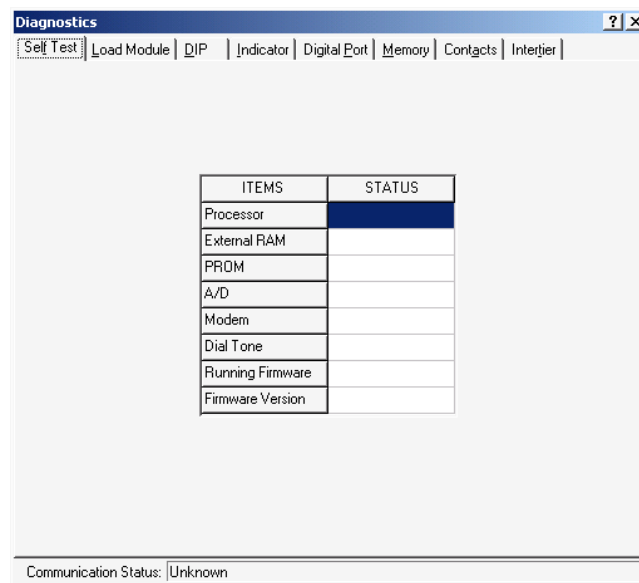 Diagnostics
Self Test Load Module DIP Indicator Digital Port Memory Contacts Intertier
ITEMS STATUS
Processor
External RAM
PROM
A/D
Modem
Dial Tone
Running Firmware
Firmware Version
Communication Status: Unknown